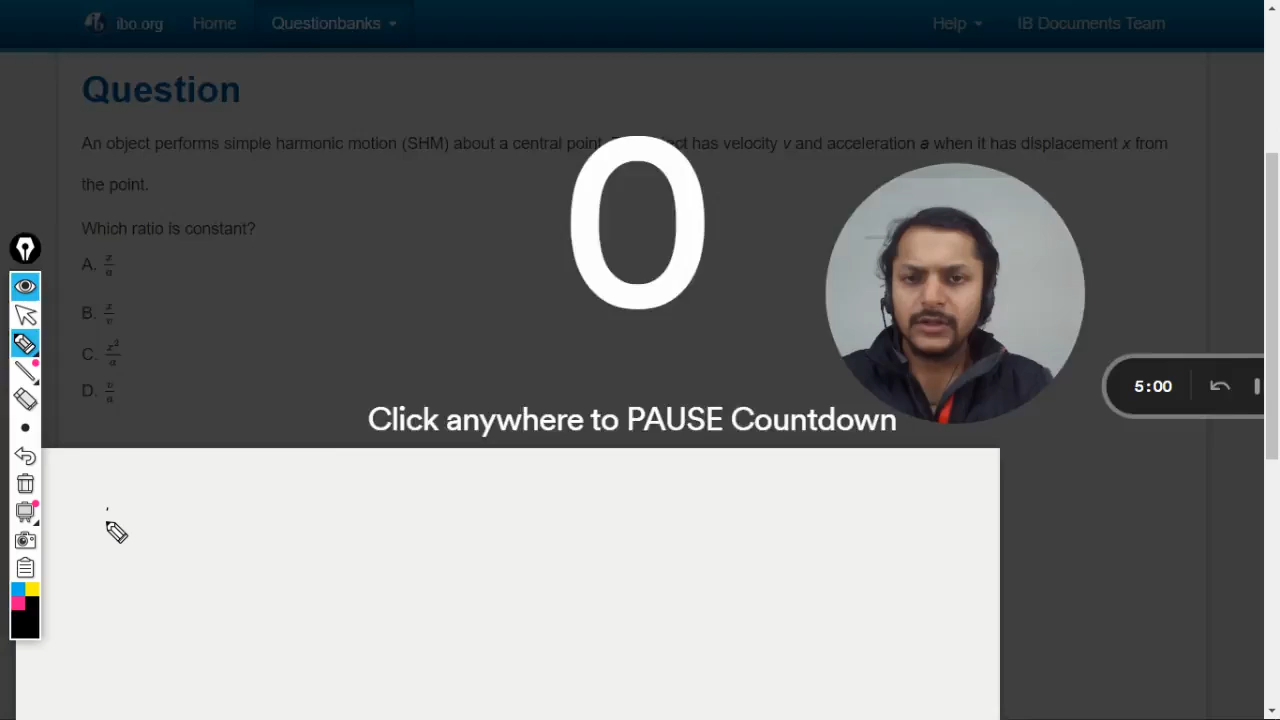 ibo.org Home Questionbanks Help IB Documents Team
Question
An object performs simple harmonic motion (SHM) about a central point. has velocity v and acceleration a when it has displacement x from
the point.
Which ratio is constant?
A. x/a
B. x/v
C. x²/a
D. v/a
0
5:00
Click anywhere to PAUSE Countdown